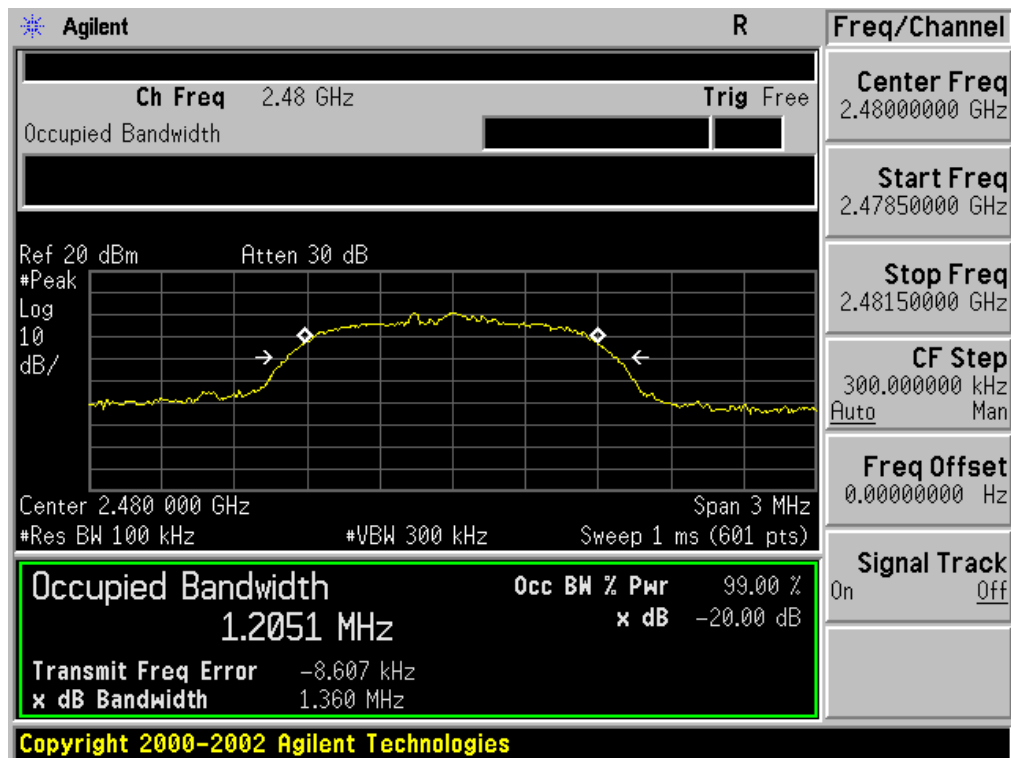 Agilent R Freq/Channel
Ch Freq 2.48 GHz Trig Free
Occupied Bandwidth
Center Freq
2.48000000 GHz
Start Freq
2.47850000 GHz
Stop Freq
2.48150000 GHz
CF Step
300.000000 kHz
Auto Man
Freq Offset
0.00000000 Hz
Signal Track
On Off
Ref 20 dBm Atten 30 dB
#Peak
Log
10
dB/
Center 2.480 000 GHz Span 3 MHz
#Res BW 100 kHz #VBW 300 kHz Sweep 1 ms (601 pts)
Occupied Bandwidth Occ BW % Pwr 99.00 %
1.2051 MHz x dB -20.00 dB
Transmit Freq Error -8.607 kHz
x dB Bandwidth 1.360 MHz
Copyright 2000-2002 Agilent Technologies